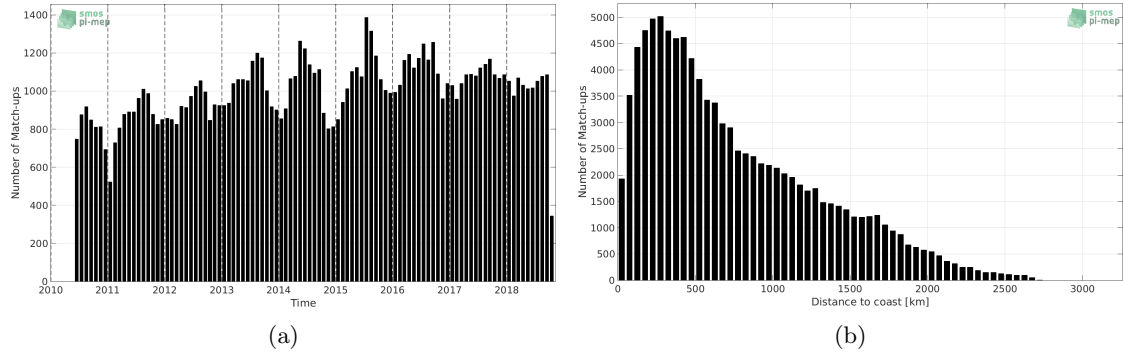 smos
pi-mep
1400
1200
1000
800
600
400
200
0
Number of Match-ups
2010 2011 2012 2013 2014 2015 2016 2017 2018
Time
(a)
smos
pi-mep
5000
4500
4000
3500
3000
2500
2000
1500
1000
500
0
Number of Match-ups
0 500 1000 1500 2000 2500 3000
Distance to coast [km]
(b)